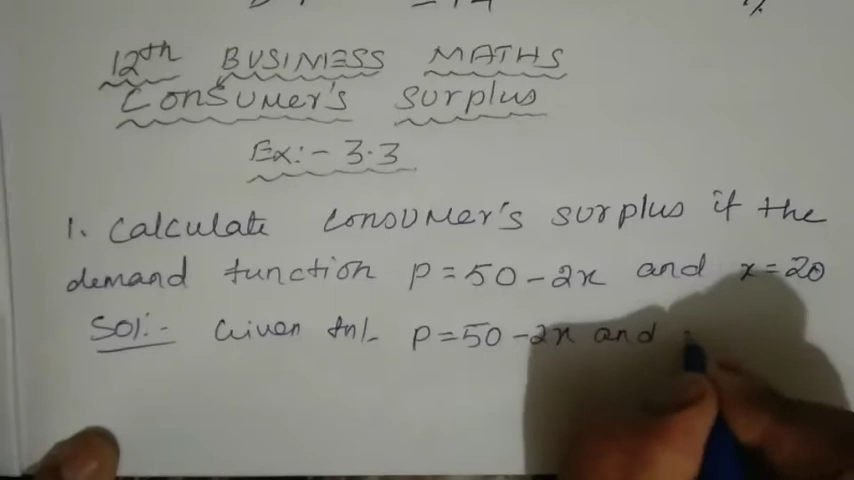 12th BUSINESS MATHS
Consumer's surplus
Ex:- 3.3
1. Calculate consumer's surplus if the
demand function p=50-2x and x=20
Sol:- Given fnl. p=50-2x and